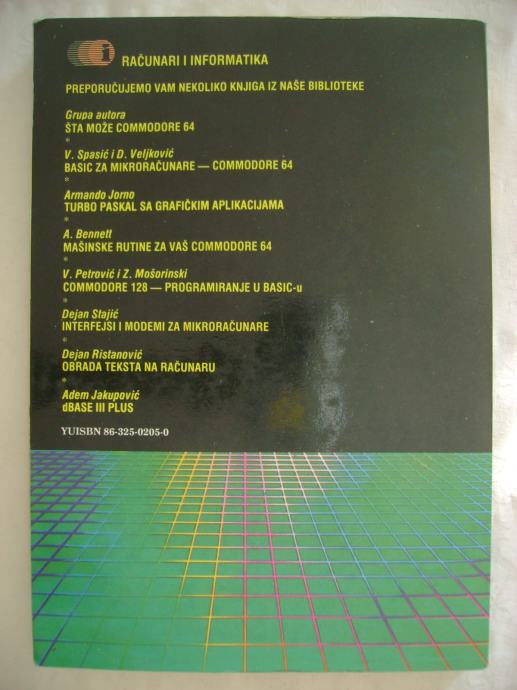 i
RAČUNARI I INFORMATIKA
PREPORUČUJEMO VAM NEKOLIKO KNJIGA IZ NAŠE BIBLIOTEKE
Grupa autora
ŠTA MOŽE COMMODORE 64
*
V. Spasić i D. Veljković
BASIC ZA MIKRORAČUNARE — COMMODORE 64
*
Armando Jorno
TURBO PASKAL SA GRAFIČKIM APLIKACIJAMA
*
A. Bennett
MAŠINSKE RUTINE ZA VAŠ COMMODORE 64
*
V. Petrović i Z. Mošorinski
COMMODORE 128 — PROGRAMIRANJE U BASIC-u
*
Dejan Stajić
INTERFEJSI I MODEMI ZA MIKRORAČUNARE
*
Dejan Ristanović
OBRADA TEKSTA NA RAČUNARU
*
Adem Jakupović
dBASE III PLUS
YUISBN 86-325-0205-0